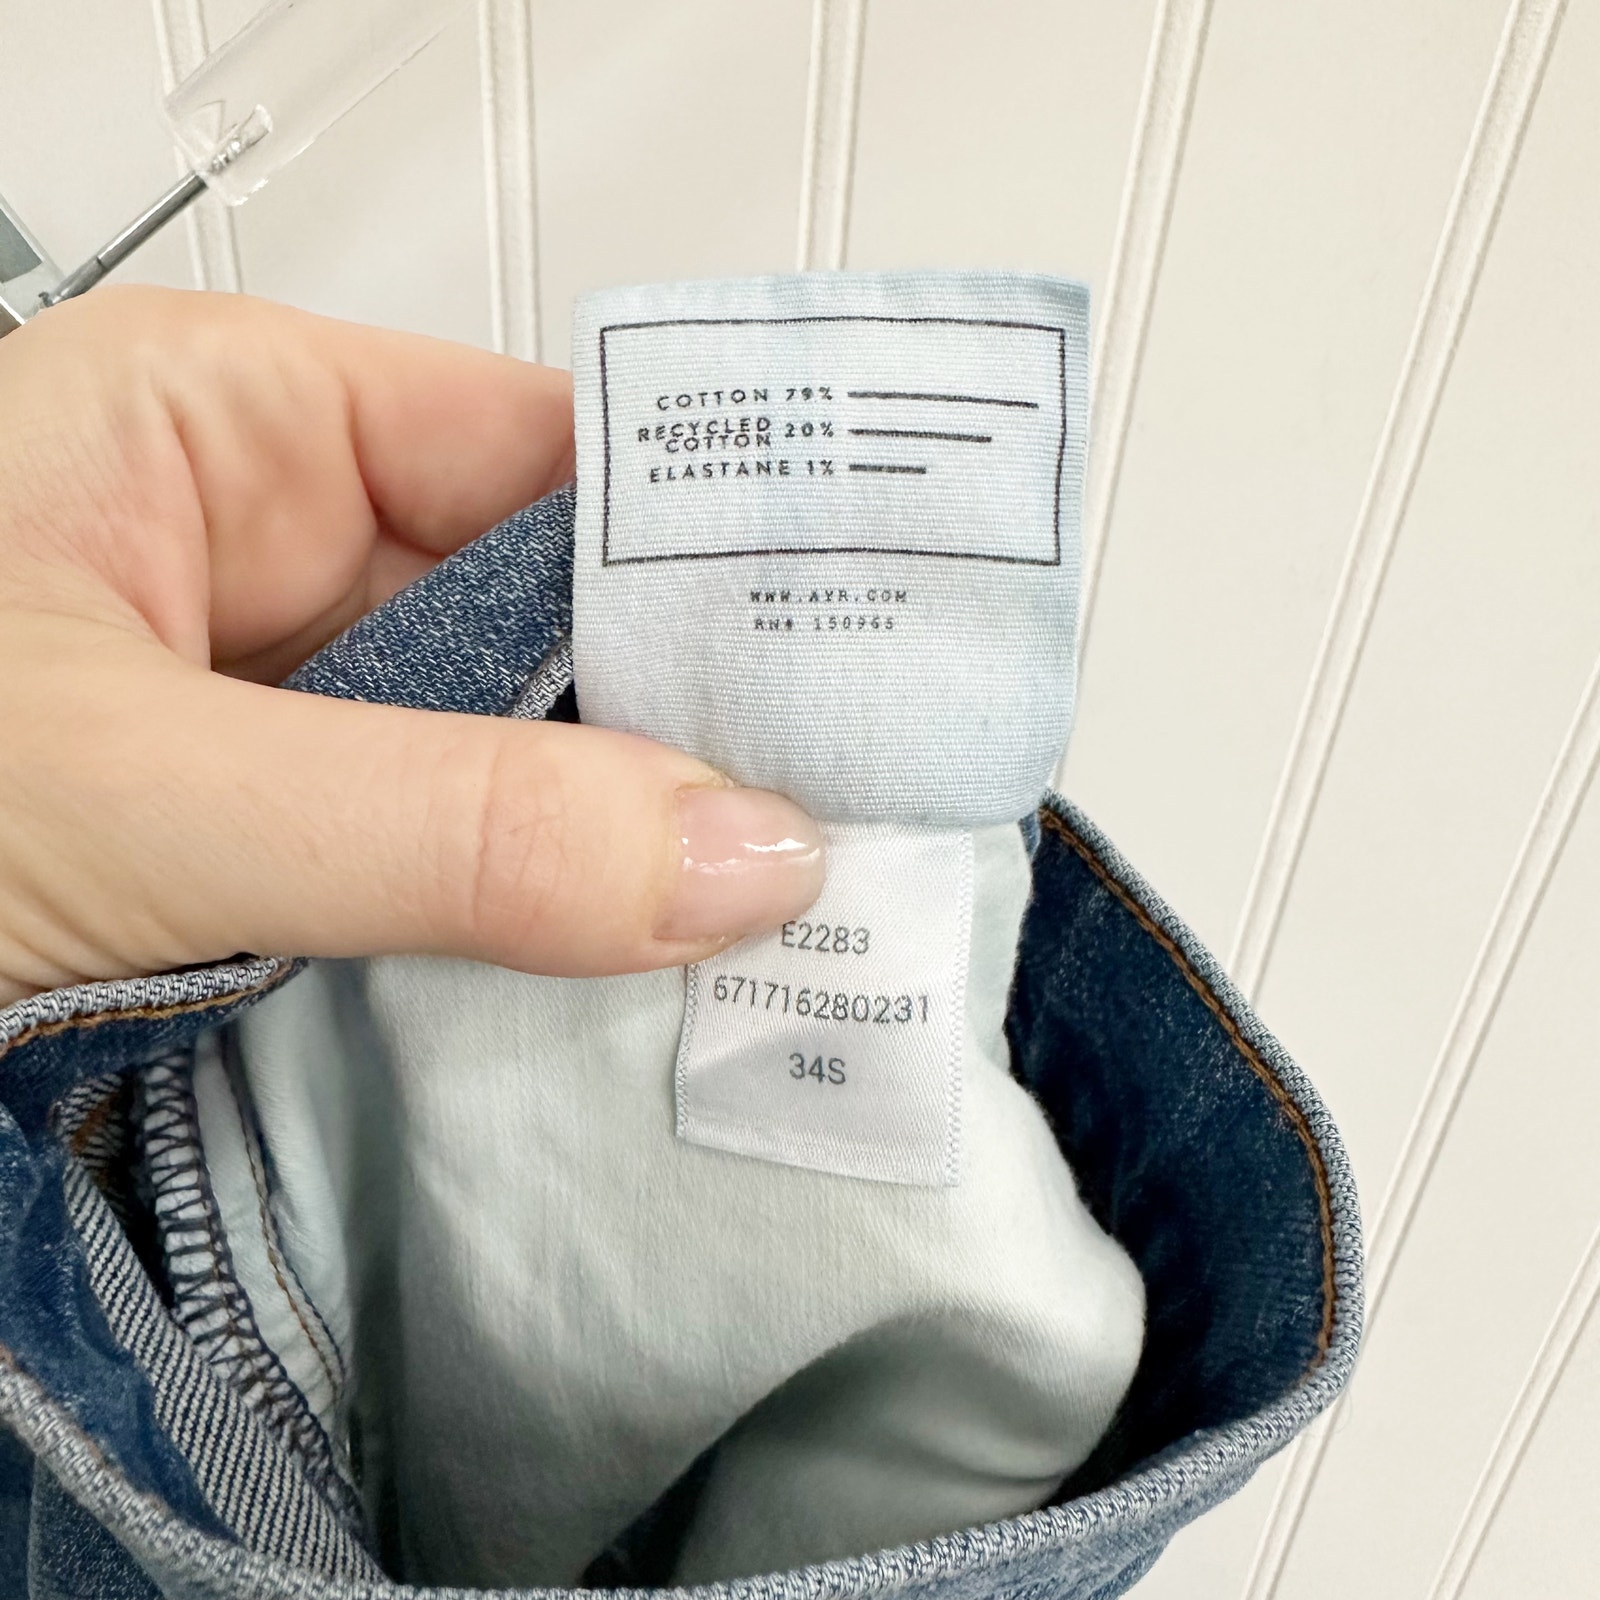 COTTON 79%
RECYCLED
COTTON 20%
ELASTANE 1%
WWW.AYR.COM
RN# 150965
E2283
671716280231
34S